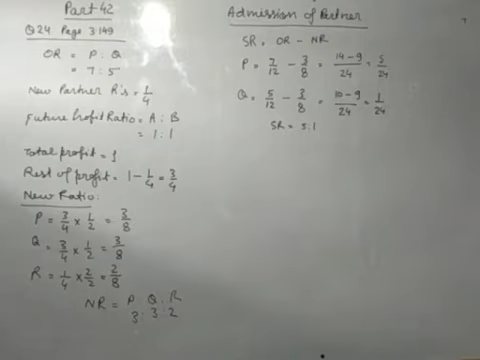 Part 42
Q24 Page 3.149
OR = P : Q
= 7 : 5
New Partner R's = 1/4
Future Profit Ratio = A : B
= 1 : 1
Total profit = 1
Rest of profit = 1 - 1/4 = 3/4
New Ratio:
P = 3/4 x 1/2 = 3/8
Q = 3/4 x 1/2 = 3/8
R = 1/4 x 2/2 = 2/8
NR = P : Q : R
3 : 3 : 2
Admission of Partner
SR = OR - NR
P = 7/12 - 3/8 = 14-9/24 = 5/24
Q = 5/12 - 3/8 = 10-9/24 = 1/24
SR = 5:1